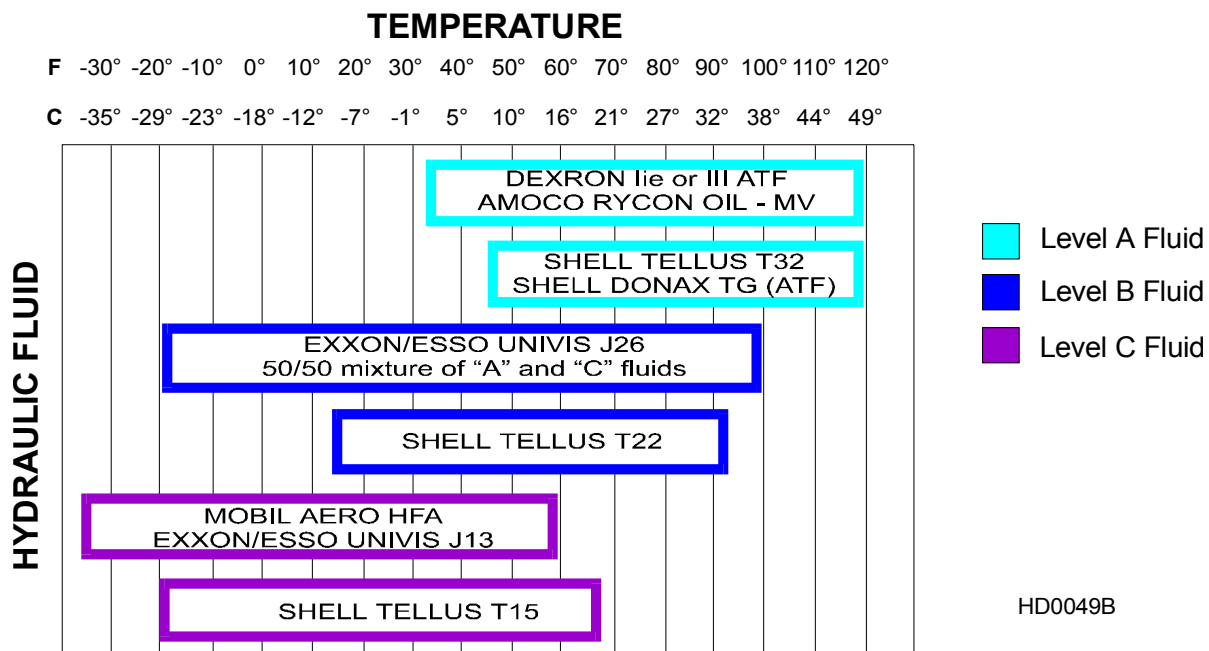 TEMPERATURE
F -30° -20° -10° 0° 10° 20° 30° 40° 50° 60° 70° 80° 90° 100° 110° 120°
C -35° -29° -23° -18° -12° -7° -1° 5° 10° 16° 21° 27° 32° 38° 44° 49°
HYDRAULIC FLUID
DEXRON IIe or III ATF
AMOCO RYCON OIL - MV
SHELL TELLUS T32
SHELL DONAX TG (ATF)
EXXON/ESSO UNIVIS J26
50/50 mixture of “A” and “C” fluids
SHELL TELLUS T22
MOBIL AERO HFA
EXXON/ESSO UNIVIS J13
SHELL TELLUS T15
Level A Fluid
Level B Fluid
Level C Fluid
HD0049B